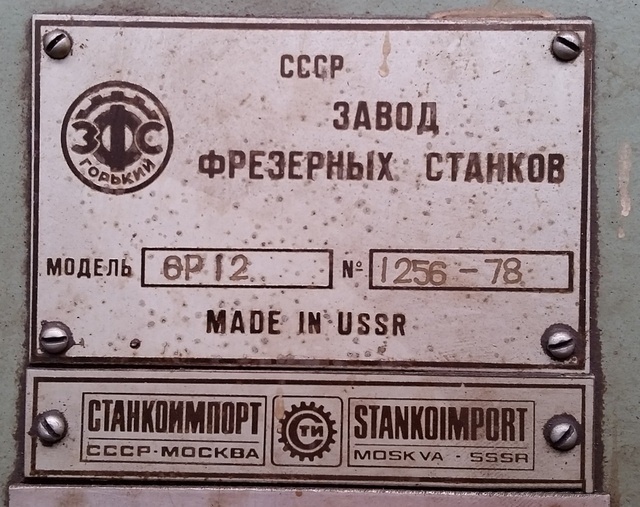 СССР
ЗАВОД
ФРЕЗЕРНЫХ СТАНКОВ
ЗФС
ГОРЬКИЙ
МОДЕЛЬ 6Р12 № 1256-78
MADE IN USSR
СТАНКОИМПОРТ
СССР-МОСКВА
СТИ
STANKOIMPORT
MOSKVA - SSSR